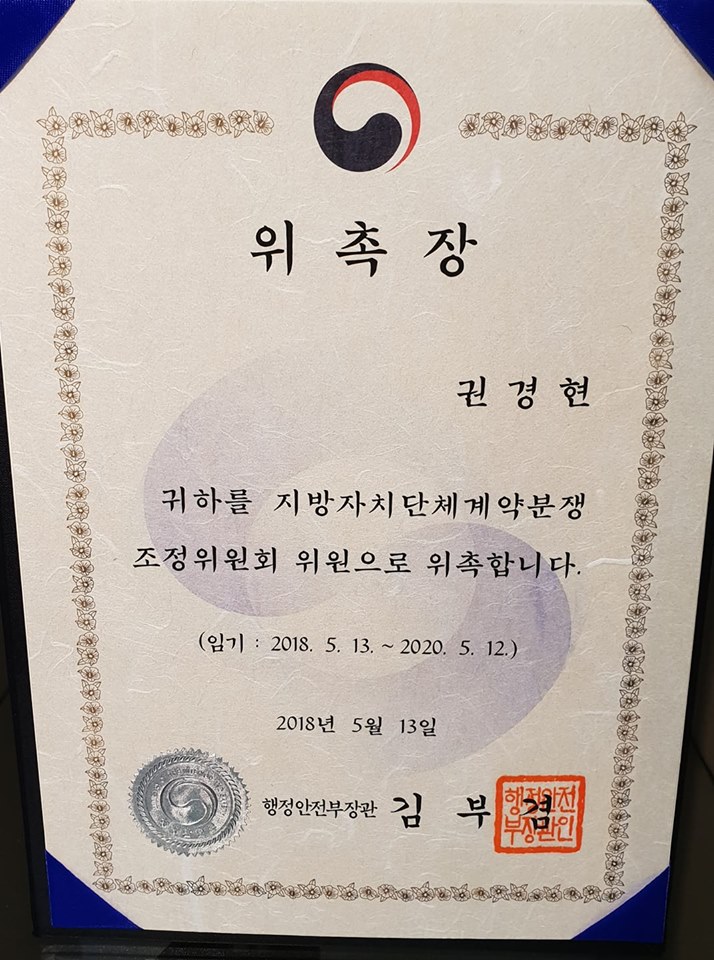 위촉장
권경현
귀하를 지방자치단체계약분쟁
조정위원회 위원으로 위촉합니다.
(임기 : 2018. 5. 13. ~ 2020. 5. 12.)
2018년 5월 13일
행정안전부장관 김부겸
행정안전
부장관인